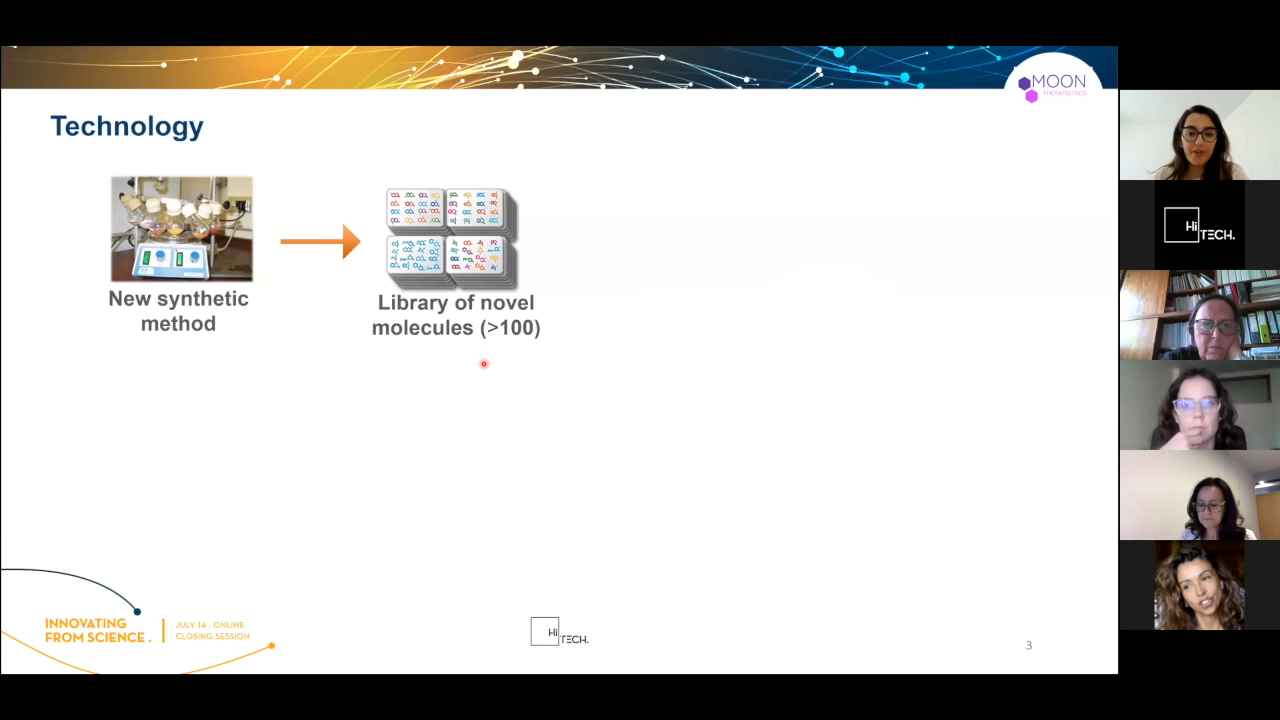 MOON
THERAPEUTICS
Technology
New synthetic
method
Library of novel
molecules (>100)
Hi
TECH.
INNOVATING
FROM SCIENCE .
JULY 14 . ONLINE
CLOSING SESSION
Hi
TECH.
3